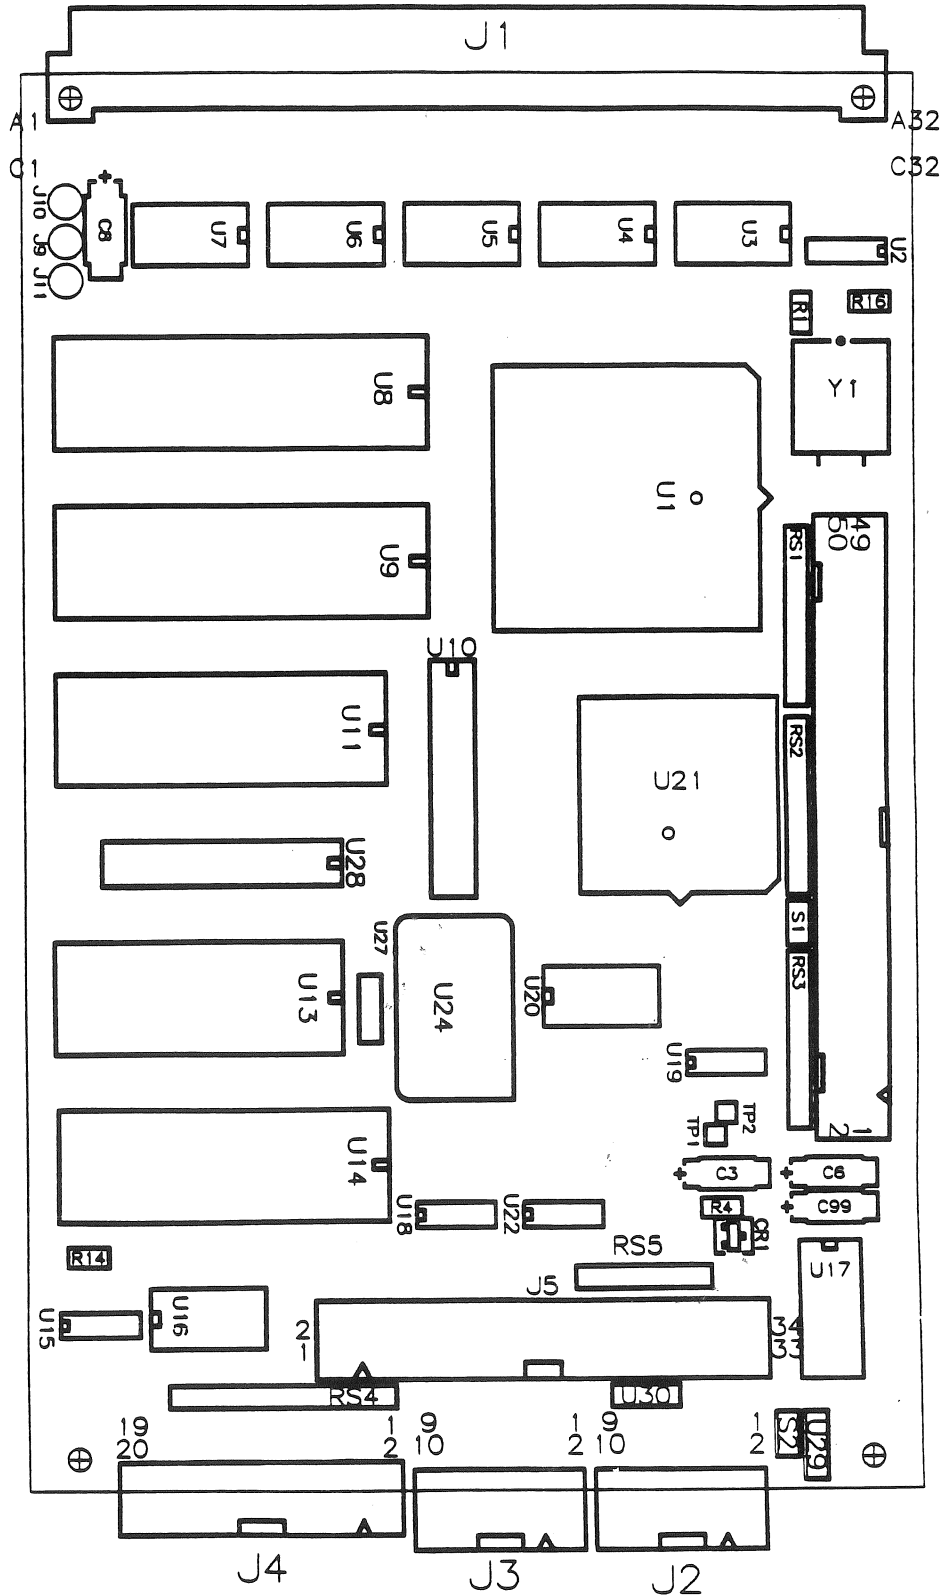 J1
A1
A32
C1
C32
J10
J9
J11
+
C8
U7
U6
U5
U4
U3
U2
R1
R16
Y1
U8
U1
U9
49
50
RS1
U10
U11
RS2
U21
U28
S1
U27
U13
U24
U20
RS3
U19
TP2
TP1
1
2
U14
+
C3
+
C6
+
C99
R4
CR1
U18
U22
R14
RS5
U17
J5
U15
U16
2
1
34
33
RS4
U30
19
20
1
2
9
10
1
2
9
10
1
2
S2
U29
J4
J3
J2